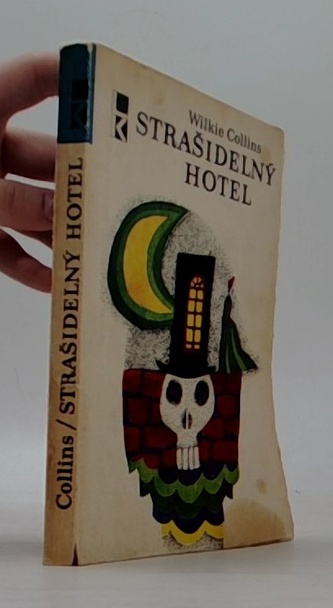 Wilkie Collins
STRAŠIDELNÝ
HOTEL
Collins / STRAŠIDELNÝ HOTEL
K